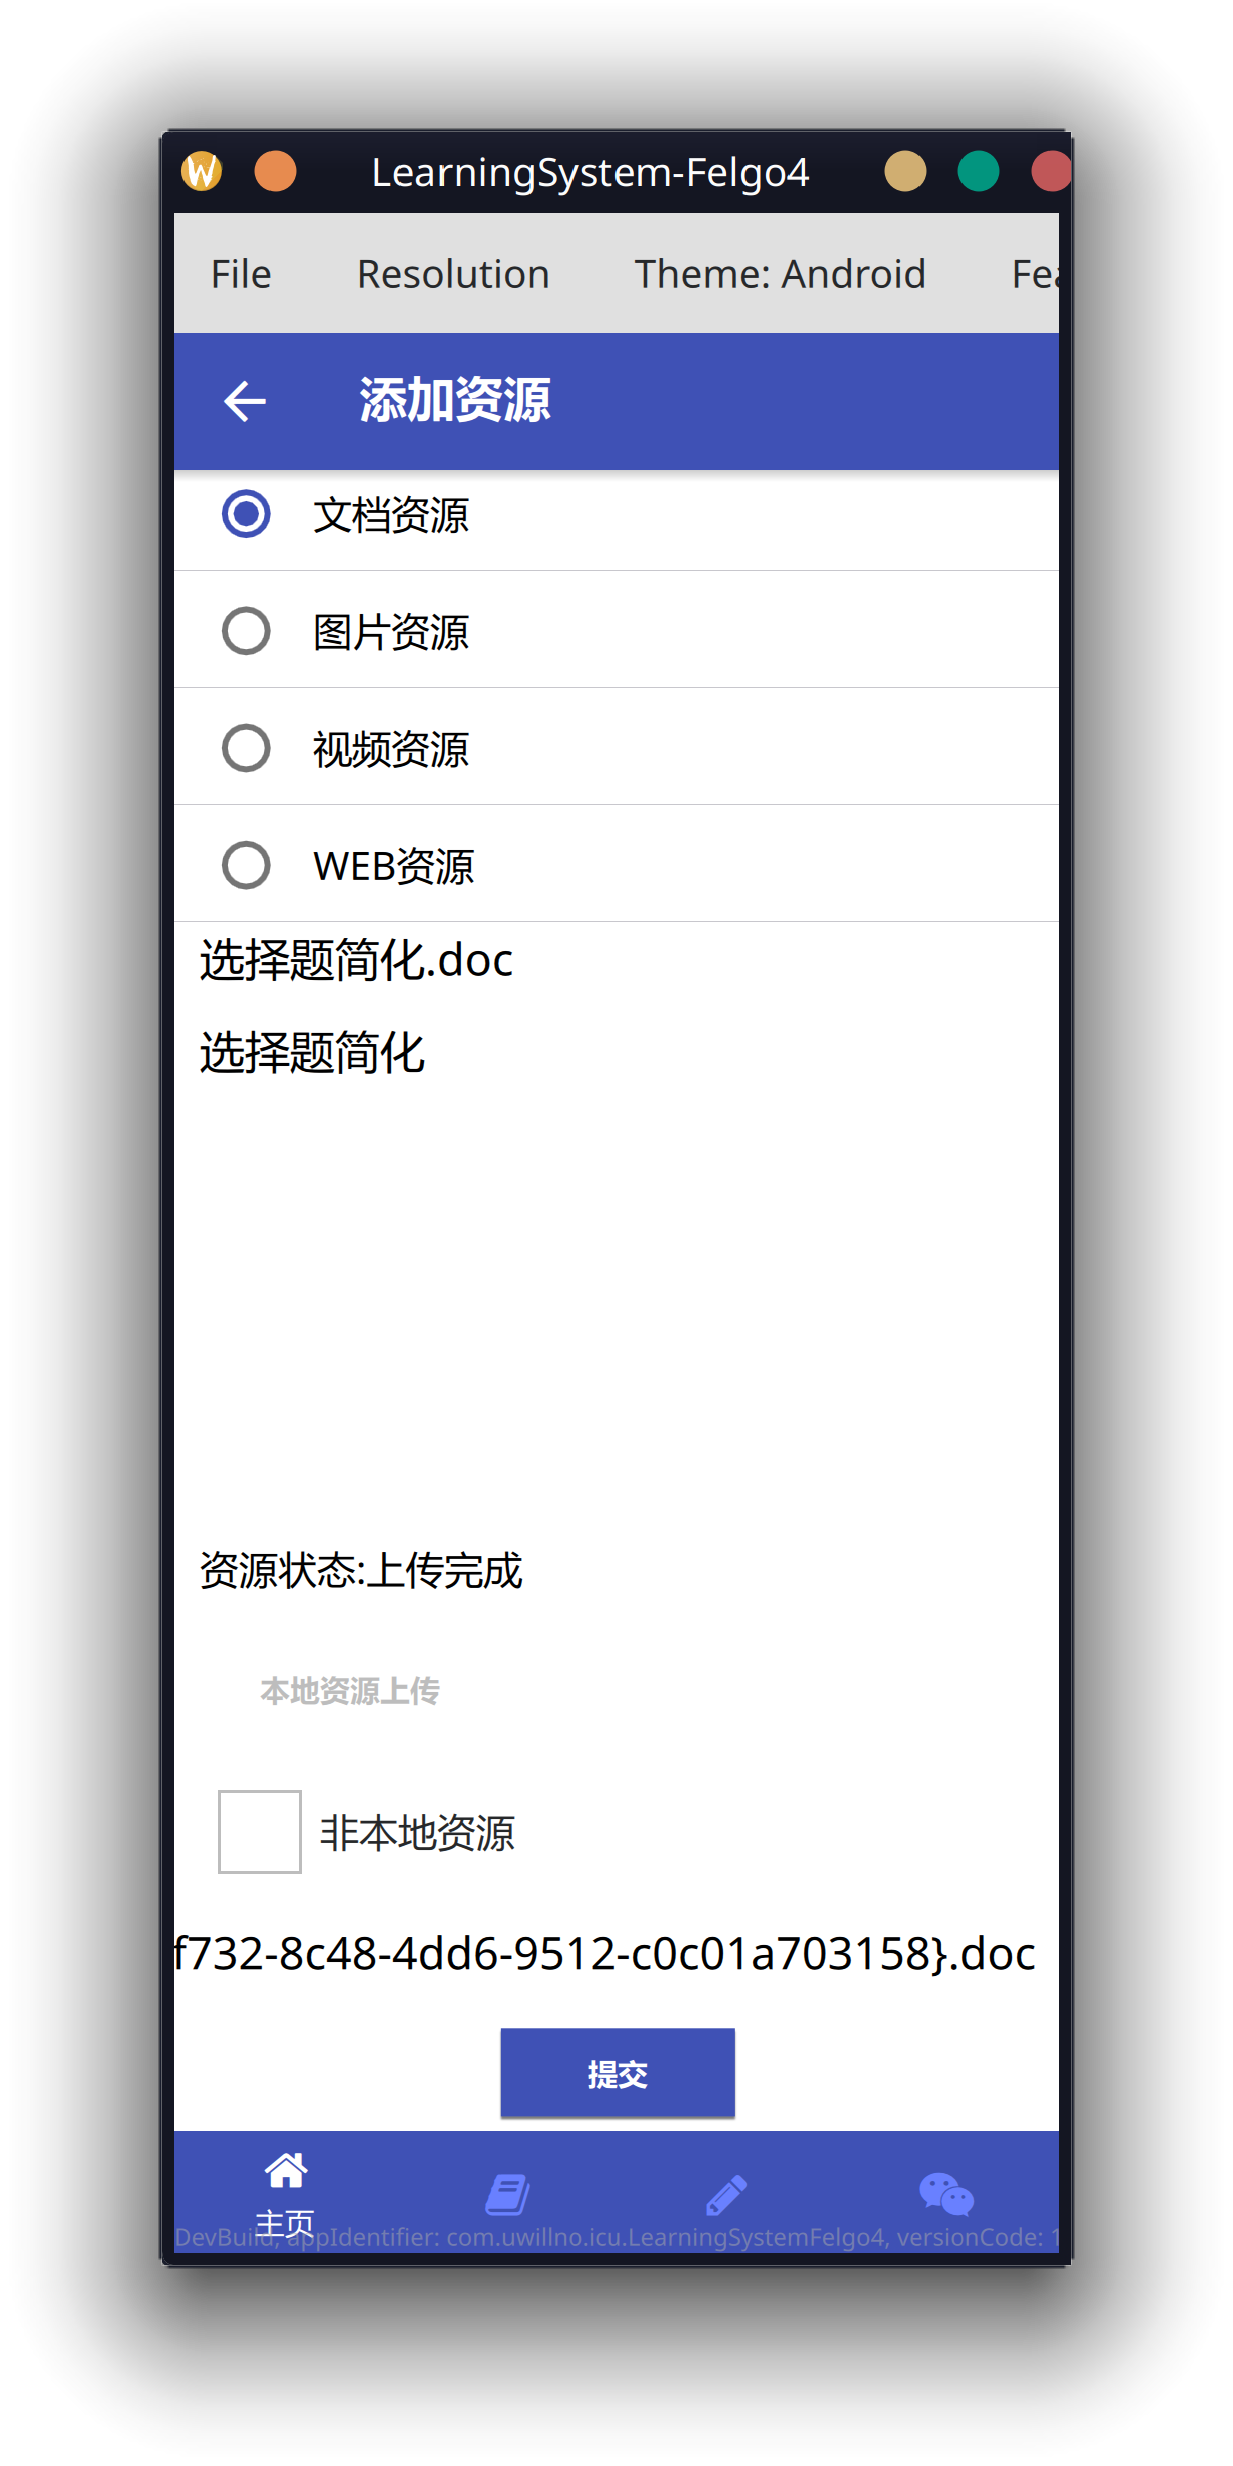 LearningSystem-Felgo4
File Resolution Theme: Android Fea
添加资源
文档资源
图片资源
视频资源
WEB资源
选择题简化.doc
选择题简化
资源状态:上传完成
本地资源上传
非本地资源
f732-8c48-4dd6-9512-c0c01a703158}.doc
提交
主页
DevBuild, appIdentifier: com.uwillno.icu.LearningSystemFelgo4, versionCode: 1